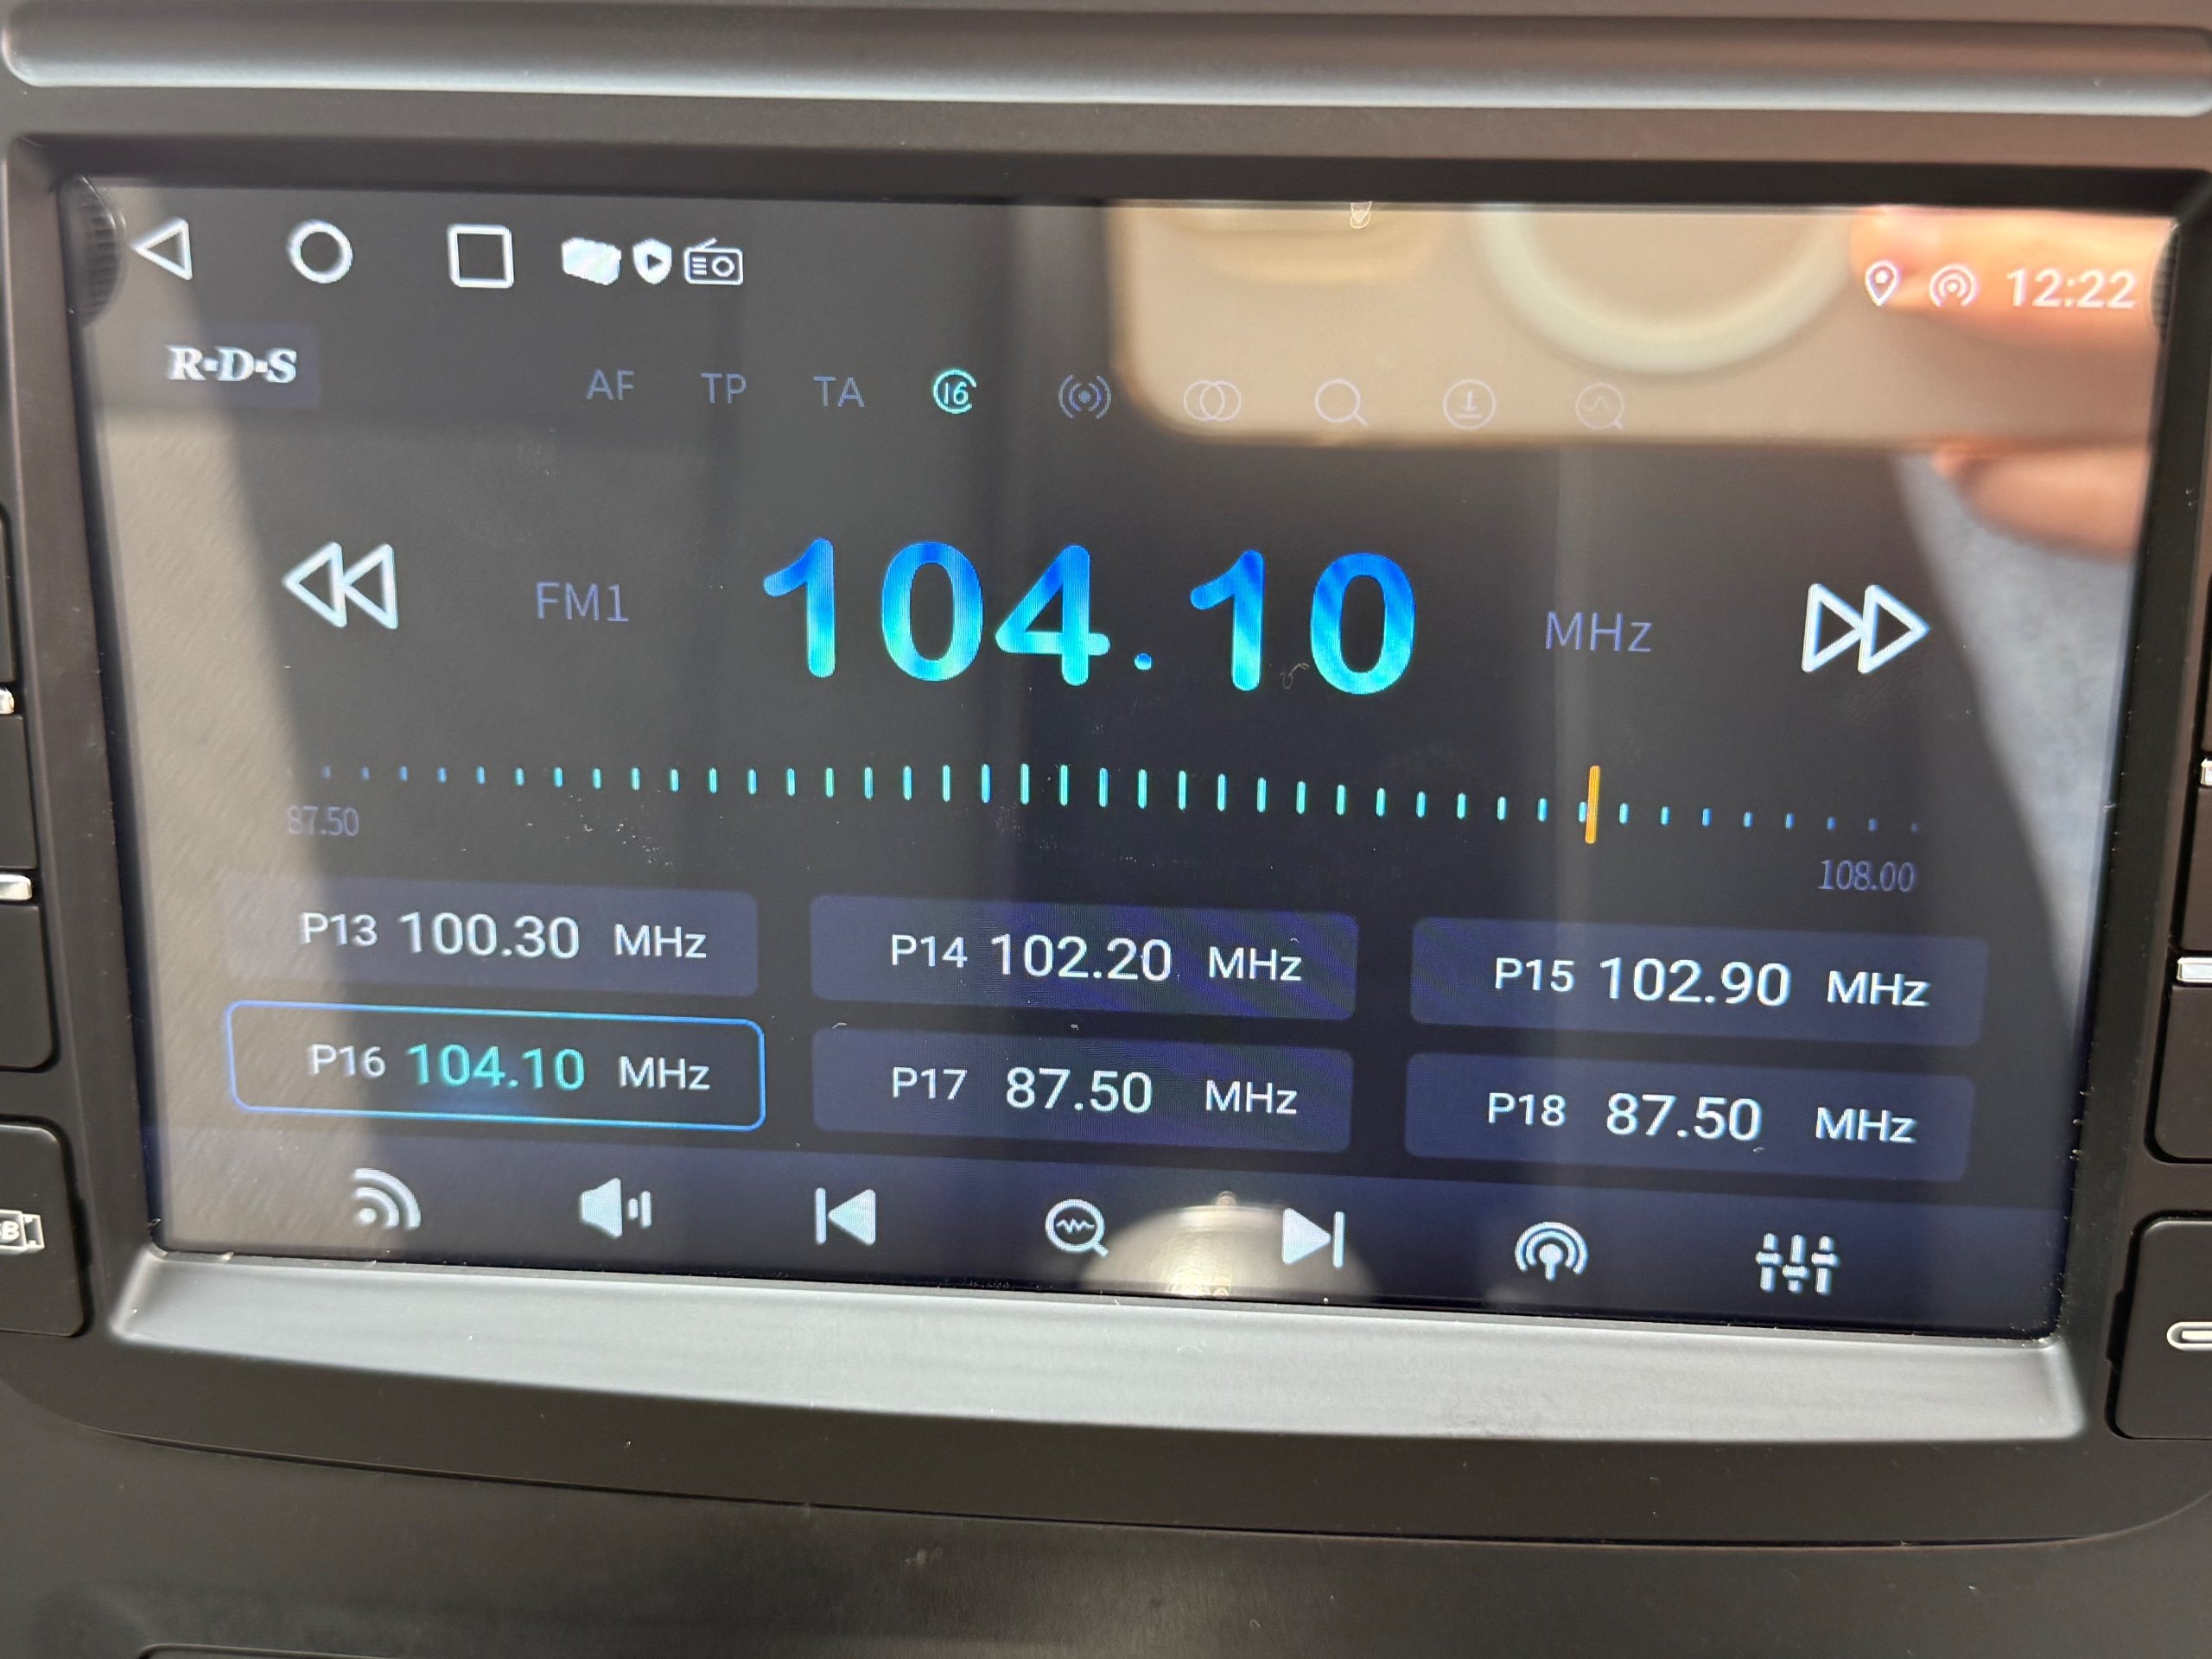 12:22
R·D·S
AF TP TA 16
FM1 104.10 MHz
87.50
108.00
P13 100.30 MHz P14 102.20 MHz P15 102.90 MHz
P16 104.10 MHz P17 87.50 MHz P18 87.50 MHz